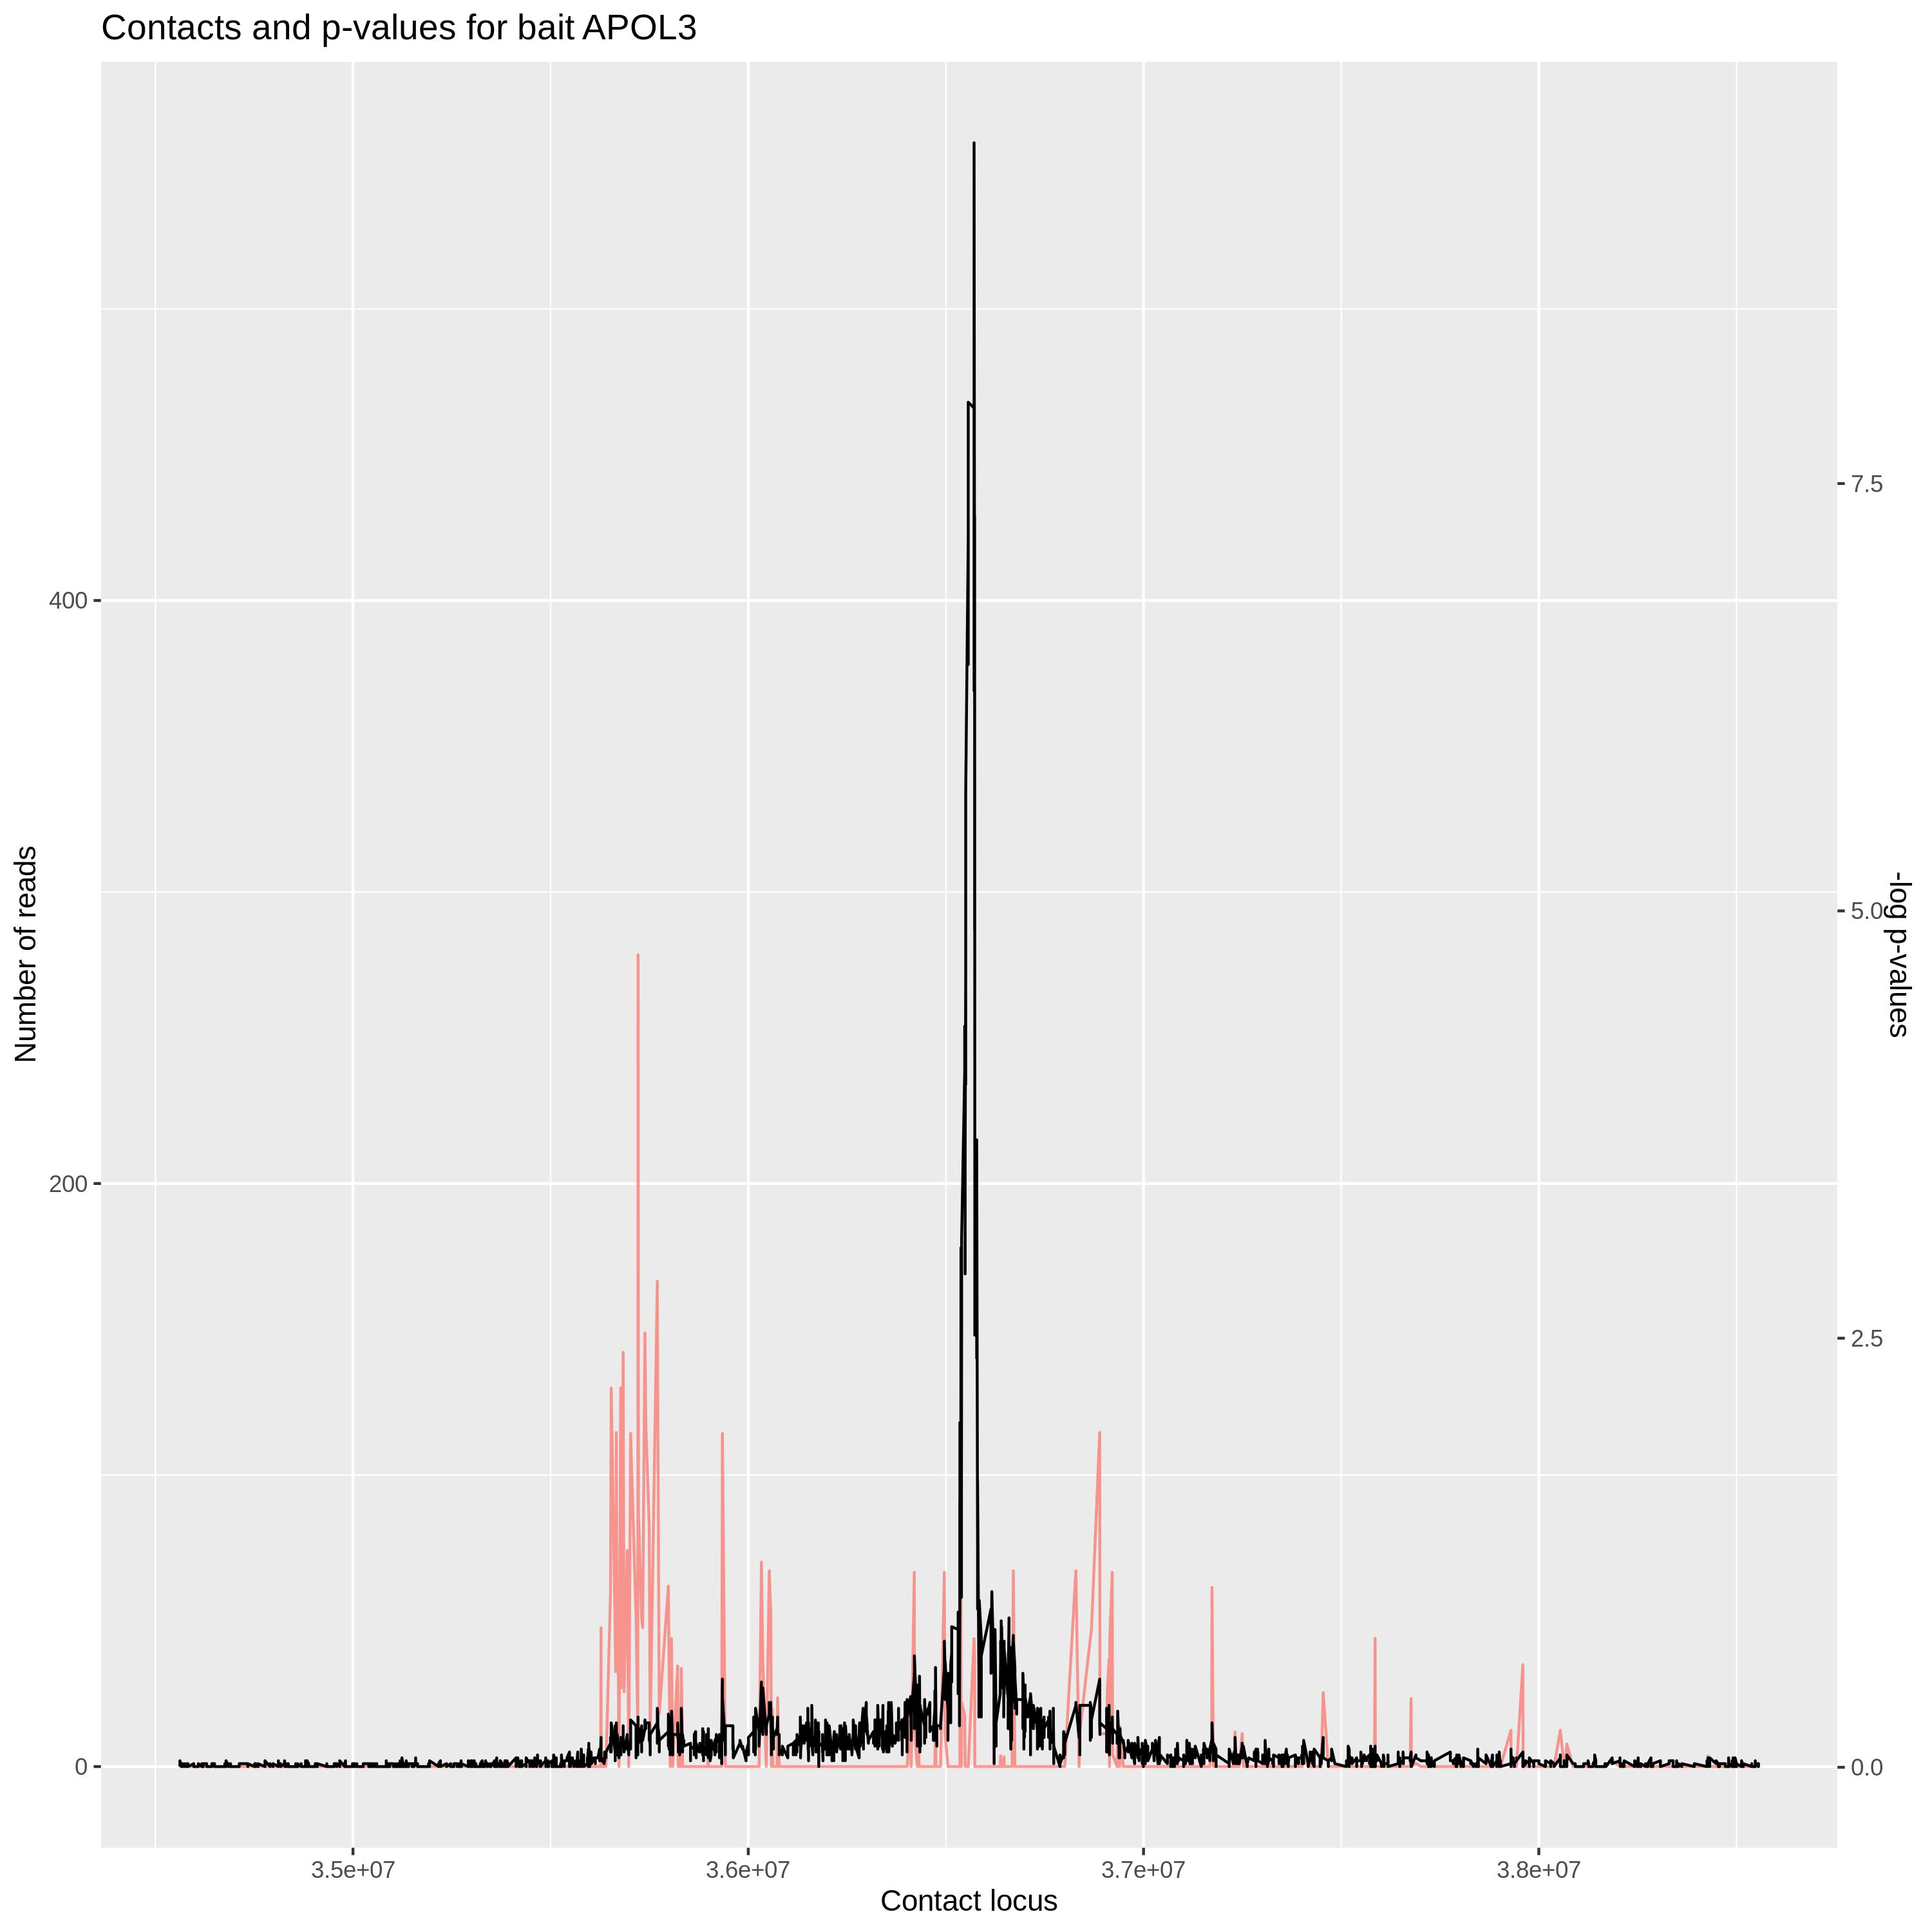 Contacts and p-values for bait APOL3
Number of reads
400
200
0
7.5
5.0
2.5
0.0
-log p-values
3.5e+07
3.6e+07
3.7e+07
3.8e+07
Contact locus